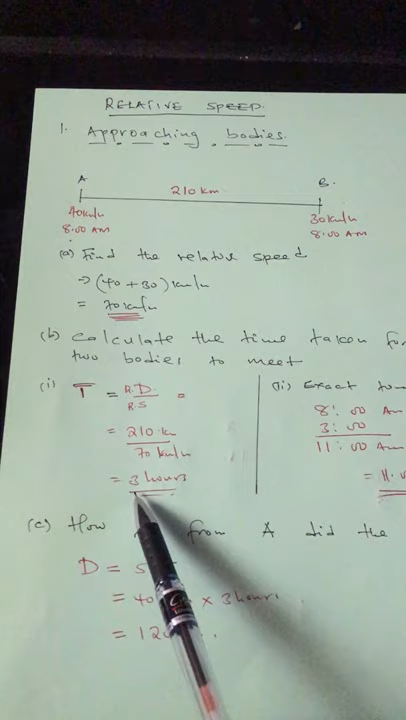 RELATIVE SPEED.
1. Approaching bodies.
A B.
210 km
40km/h 30km/h
8:00 AM 8:00 AM
(a) Find the relative speed
→ (40 + 30) km/h
= 70km/h
(b) Calculate the time taken for
two bodies to meet
(i) T = R.D / R.S =
= 210 km / 70 km/h
= 3 hours
(ii) Exact
8: 00 Am
3: 00
11: 00 Am
= 11:
(c) How from A did the
D = S
= 40 × 3 hours
= 12